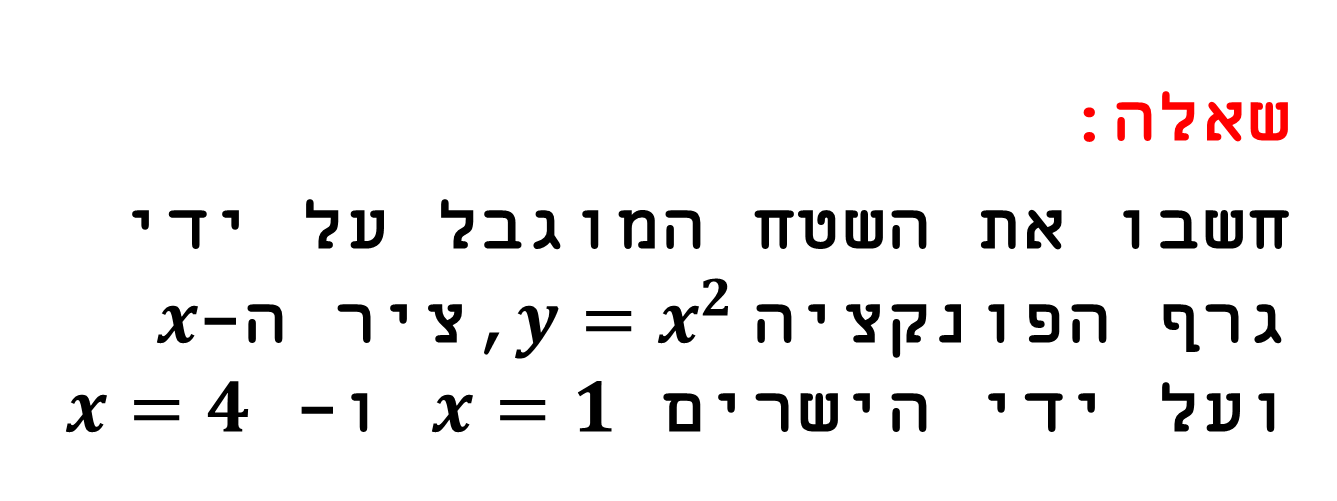 שאלה:
חשבו את השטח המוגבל על ידי
גרף הפונקציה y = x², ציר ה-x
ועל ידי הישרים x = 1 ו- x = 4